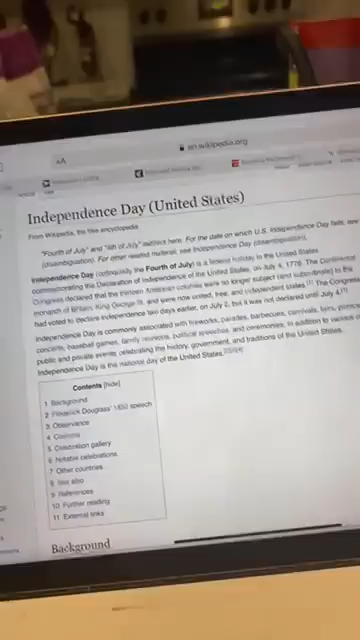 AA
en.wikipedia.org
Independence Day (United States)
From Wikipedia, the free encyclopedia
"Fourth of July" and "4th of July" redirect here. For the date on which U.S. Independence Day falls, see
(disambiguation). For other related material, see Independence Day (disambiguation).
Independence Day (colloquially the Fourth of July) is a federal holiday in the United States
commemorating the Declaration of Independence of the United States, on July 4, 1776. The Continental
Congress declared that the thirteen American colonies were no longer subject (and subordinate) to the
monarch of Britain, King George III, and were now united, free, and independent states.[1] The Congress
had voted to declare independence two days earlier, on July 2, but it was not declared until July 4.[1]
Independence Day is commonly associated with fireworks, parades, barbecues, carnivals, fairs, picnics
concerts, baseball games, family reunions, political speeches, and ceremonies, in addition to various
public and private events celebrating the history, government, and traditions of the United States.
Independence Day is the national day of the United States.[2][3][4]
Contents [hide]
1 Background
2 Frederick Douglass' 1852 speech
3 Observance
4 Customs
5 Celebration gallery
6 Notable celebrations
7 Other countries
8 See also
9 References
10 Further reading
11 External links
Background